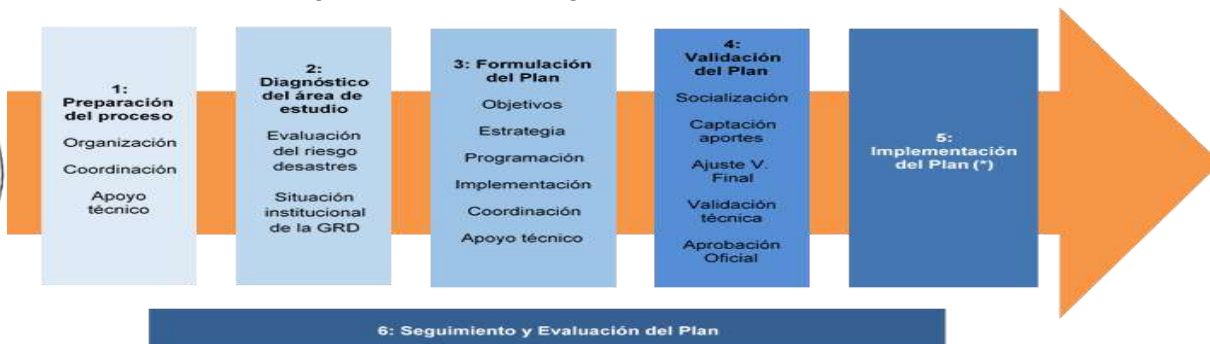 1:
Preparación
del proceso
Organización
Coordinación
Apoyo
técnico
2:
Diagnóstico
del área de
estudio
Evaluación
del riesgo
desastres
Situación
institucional
de la GRD
3: Formulación
del Plan
Objetivos
Estrategia
Programación
Implementación
Coordinación
Apoyo técnico
4:
Validación
del Plan
Socialización
Captación
aportes
Ajuste V.
Final
Validación
técnica
Aprobación
Oficial
5:
Implementación
del Plan (*)
6: Seguimiento y Evaluación del Plan